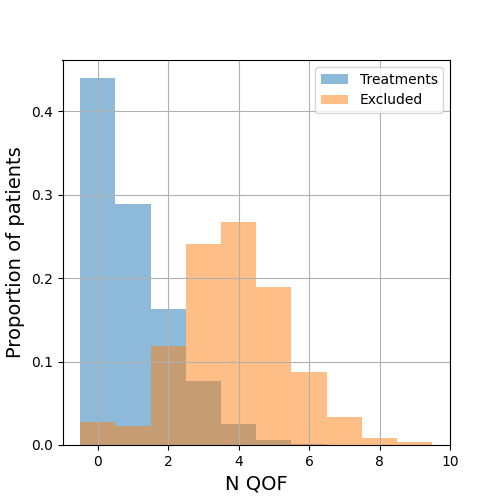 Treatments
Excluded
Proportion of patients
0.4
0.3
0.2
0.1
0.0
0 2 4 6 8 10
N QOF